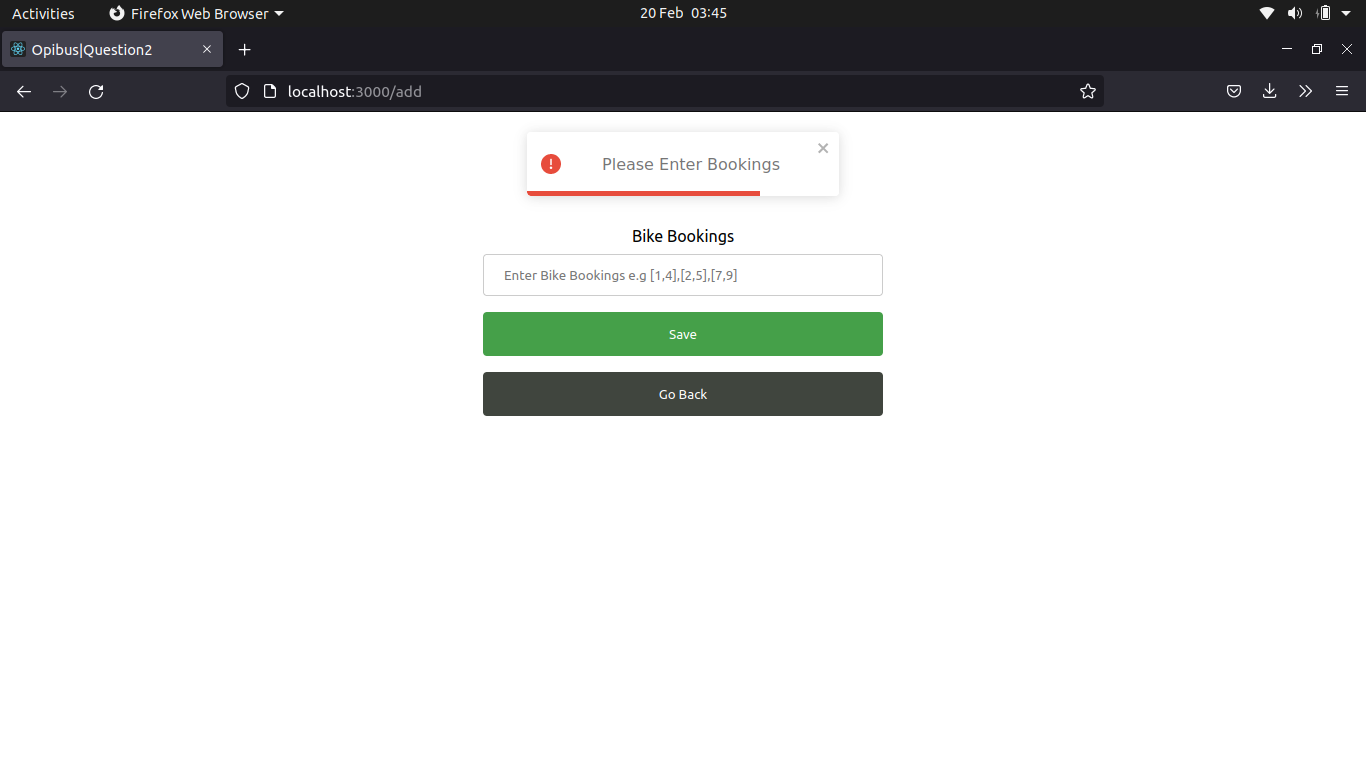 Activities
Firefox Web Browser
20 Feb 03:45
Opibus|Question2
localhost:3000/add
Please Enter Bookings
Bike Bookings
Enter Bike Bookings e.g [1,4],[2,5],[7,9]
Save
Go Back